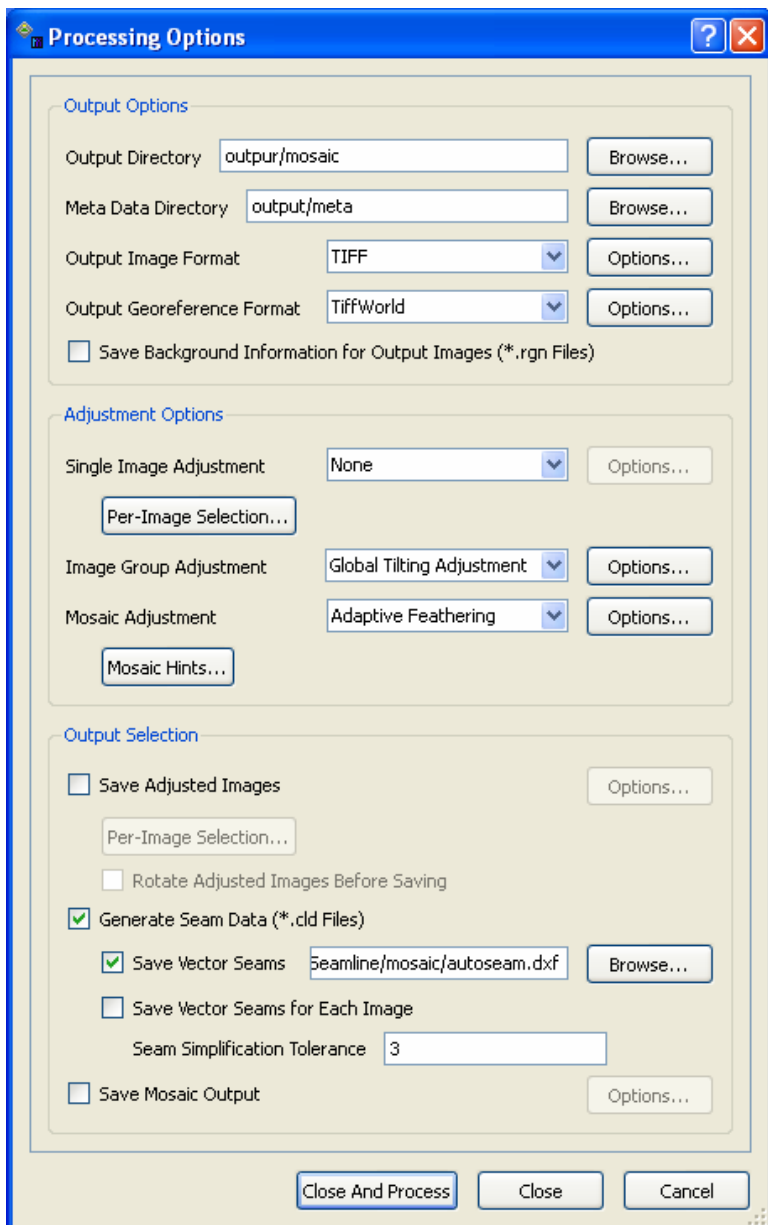 Processing Options
Output Options
Output Directory outpur/mosaic Browse...
Meta Data Directory output/meta Browse...
Output Image Format TIFF Options...
Output Georeference Format TiffWorld Options...
Save Background Information for Output Images (*.rgn Files)
Adjustment Options
Single Image Adjustment None Options...
Per-Image Selection...
Image Group Adjustment Global Tilting Adjustment Options...
Mosaic Adjustment Adaptive Feathering Options...
Mosaic Hints...
Output Selection
Save Adjusted Images Options...
Per-Image Selection...
Rotate Adjusted Images Before Saving
Generate Seam Data (*.cld Files)
Save Vector Seams Seamline/mosaic/autoseam.dxf Browse...
Save Vector Seams for Each Image
Seam Simplification Tolerance 3
Save Mosaic Output Options...
Close And Process Close Cancel